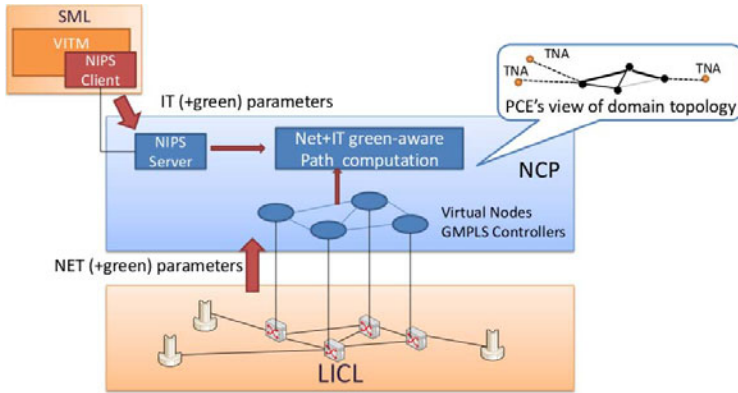 SML
VITM
NIPS
Client
IT (+green) parameters
TNA
TNA
TNA
PCE's view of domain topology
NIPS
Server
Net+IT green-aware
Path computation
NCP
Virtual Nodes
GMPLS Controllers
NET (+green) parameters
LICL